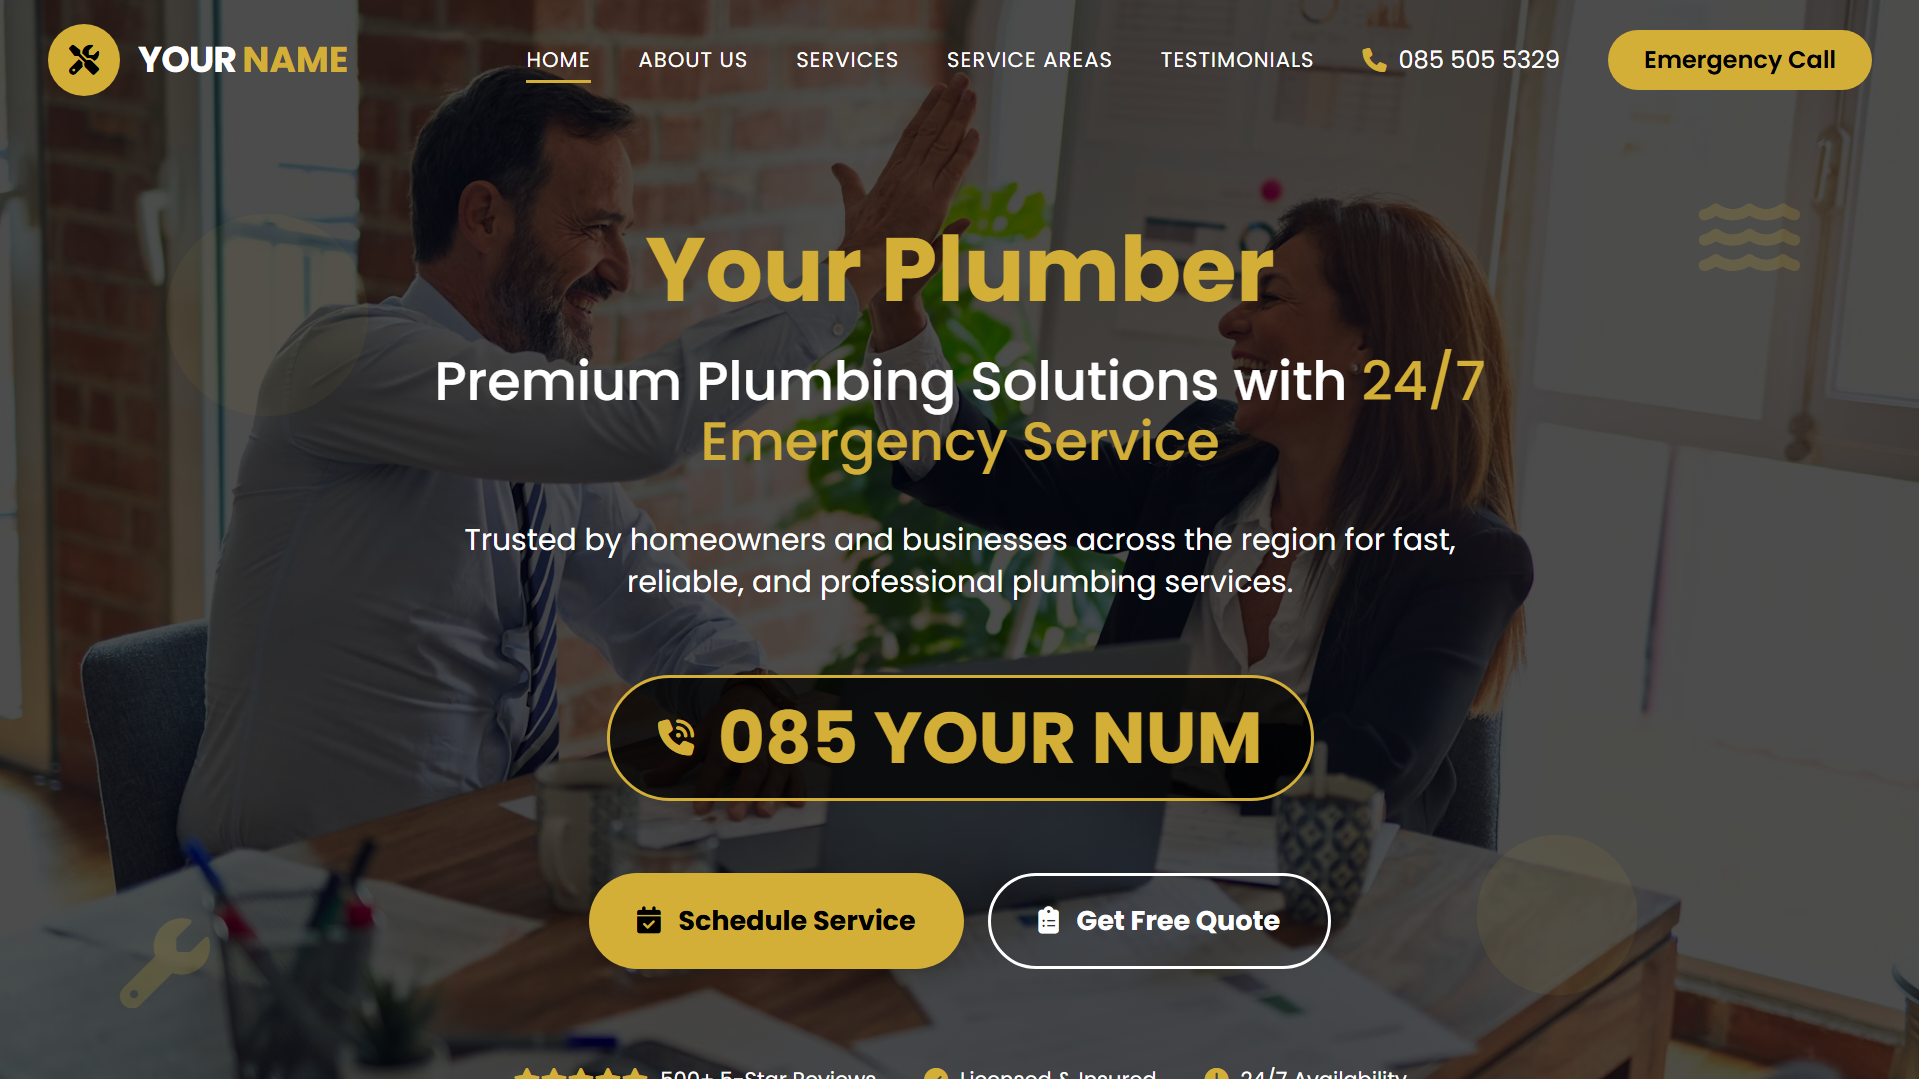 YOUR NAME
HOME
ABOUT US
SERVICES
SERVICE AREAS
TESTIMONIALS
085 505 5329
Emergency Call
Your Plumber
Premium Plumbing Solutions with 24/7
Emergency Service
Trusted by homeowners and businesses across the region for fast,
reliable, and professional plumbing services.
085 YOUR NUM
Schedule Service
Get Free Quote
500+ 5-Star Reviews
Licensed & Insured
24/7 Availability